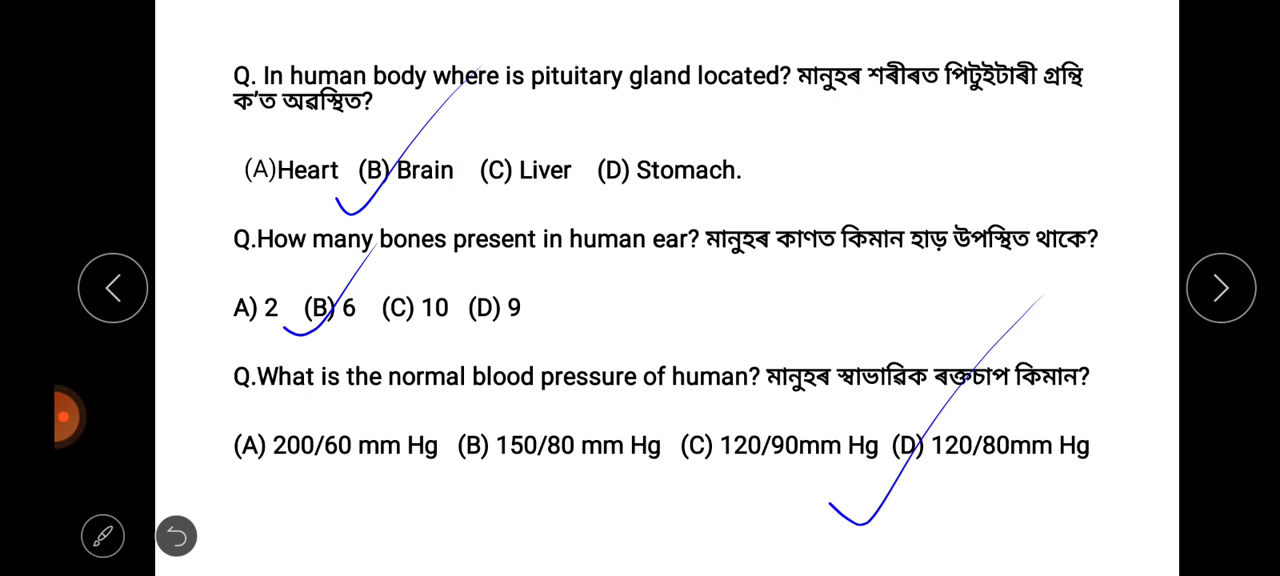 Q. In human body where is pituitary gland located? মানুহৰ শৰীৰত পিটুইটাৰী গ্ৰন্থি
ক'ত অৱস্থিত?
(A)Heart (B) Brain (C) Liver (D) Stomach.
Q.How many bones present in human ear? মানুহৰ কাণত কিমান হাড় উপস্থিত থাকে?
A) 2 (B) 6 (C) 10 (D) 9
Q.What is the normal blood pressure of human? মানুহৰ স্বাভাৱিক ৰক্তচাপ কিমান?
(A) 200/60 mm Hg (B) 150/80 mm Hg (C) 120/90mm Hg (D) 120/80mm Hg